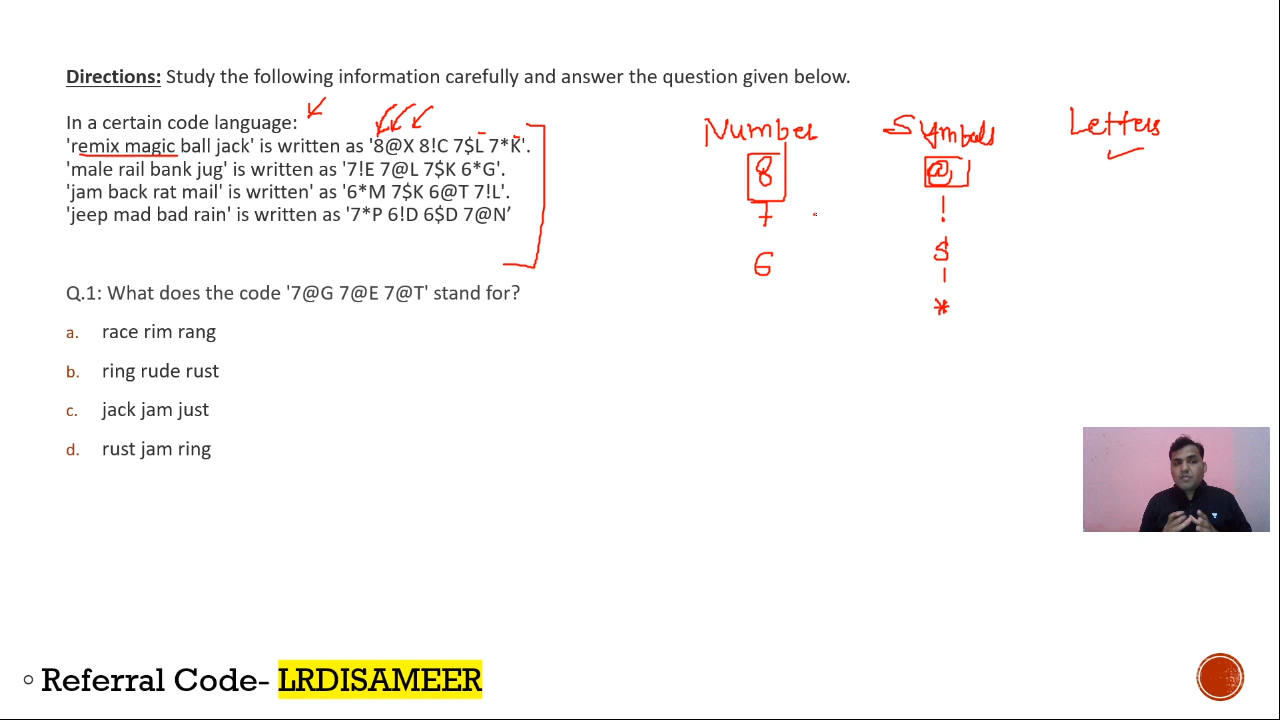 Directions: Study the following information carefully and answer the question given below.
In a certain code language:
'remix magic ball jack' is written as '8@X 8!C 7$L 7*K'.
'male rail bank jug' is written as '7!E 7@L 7$K 6*G'.
'jam back rat mail' is written' as '6*M 7$K 6@T 7!L'.
'jeep mad bad rain' is written as '7*P 6!D 6$D 7@N’
Q.1: What does the code '7@G 7@E 7@T' stand for?
a. race rim rang
b. ring rude rust
c. jack jam just
d. rust jam ring
Number Symbols Letters
8 @
7 !
6 $
*
Referral Code- LRDISAMEER